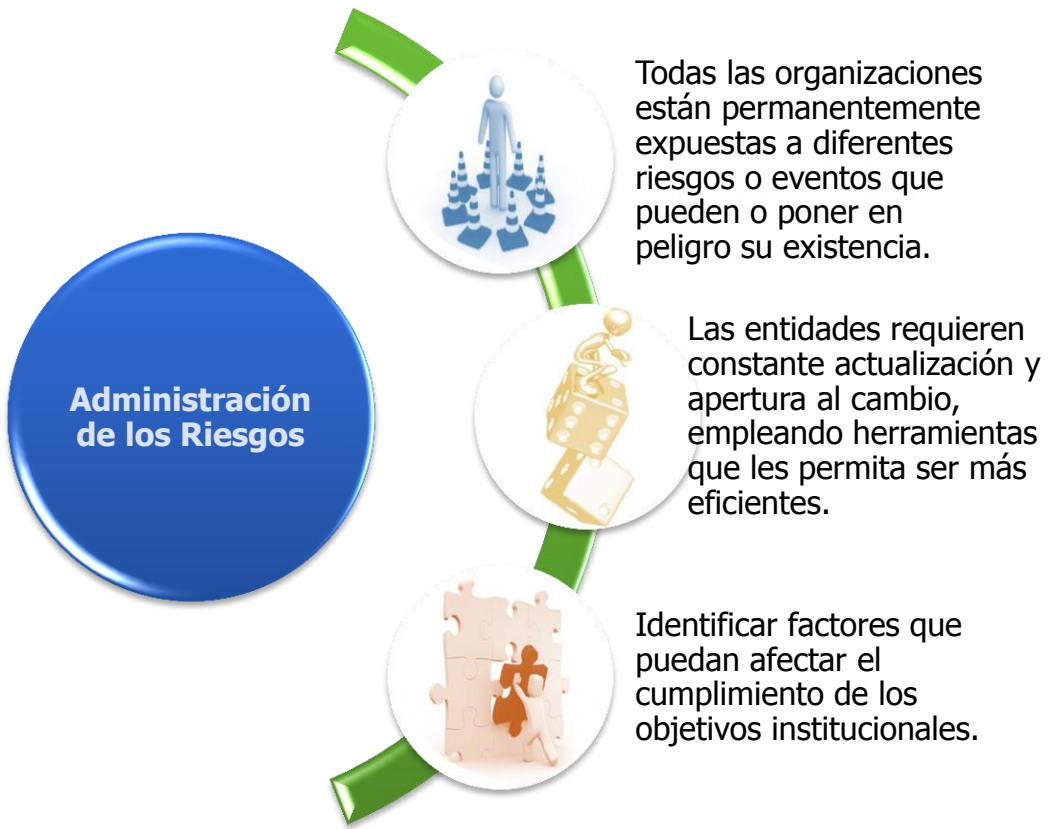 Administración
de los Riesgos
Todas las organizaciones
están permanentemente
expuestas a diferentes
riesgos o eventos que
pueden o poner en
peligro su existencia.
Las entidades requieren
constante actualización y
apertura al cambio,
empleando herramientas
que les permita ser más
eficientes.
Identificar factores que
puedan afectar el
cumplimiento de los
objetivos institucionales.